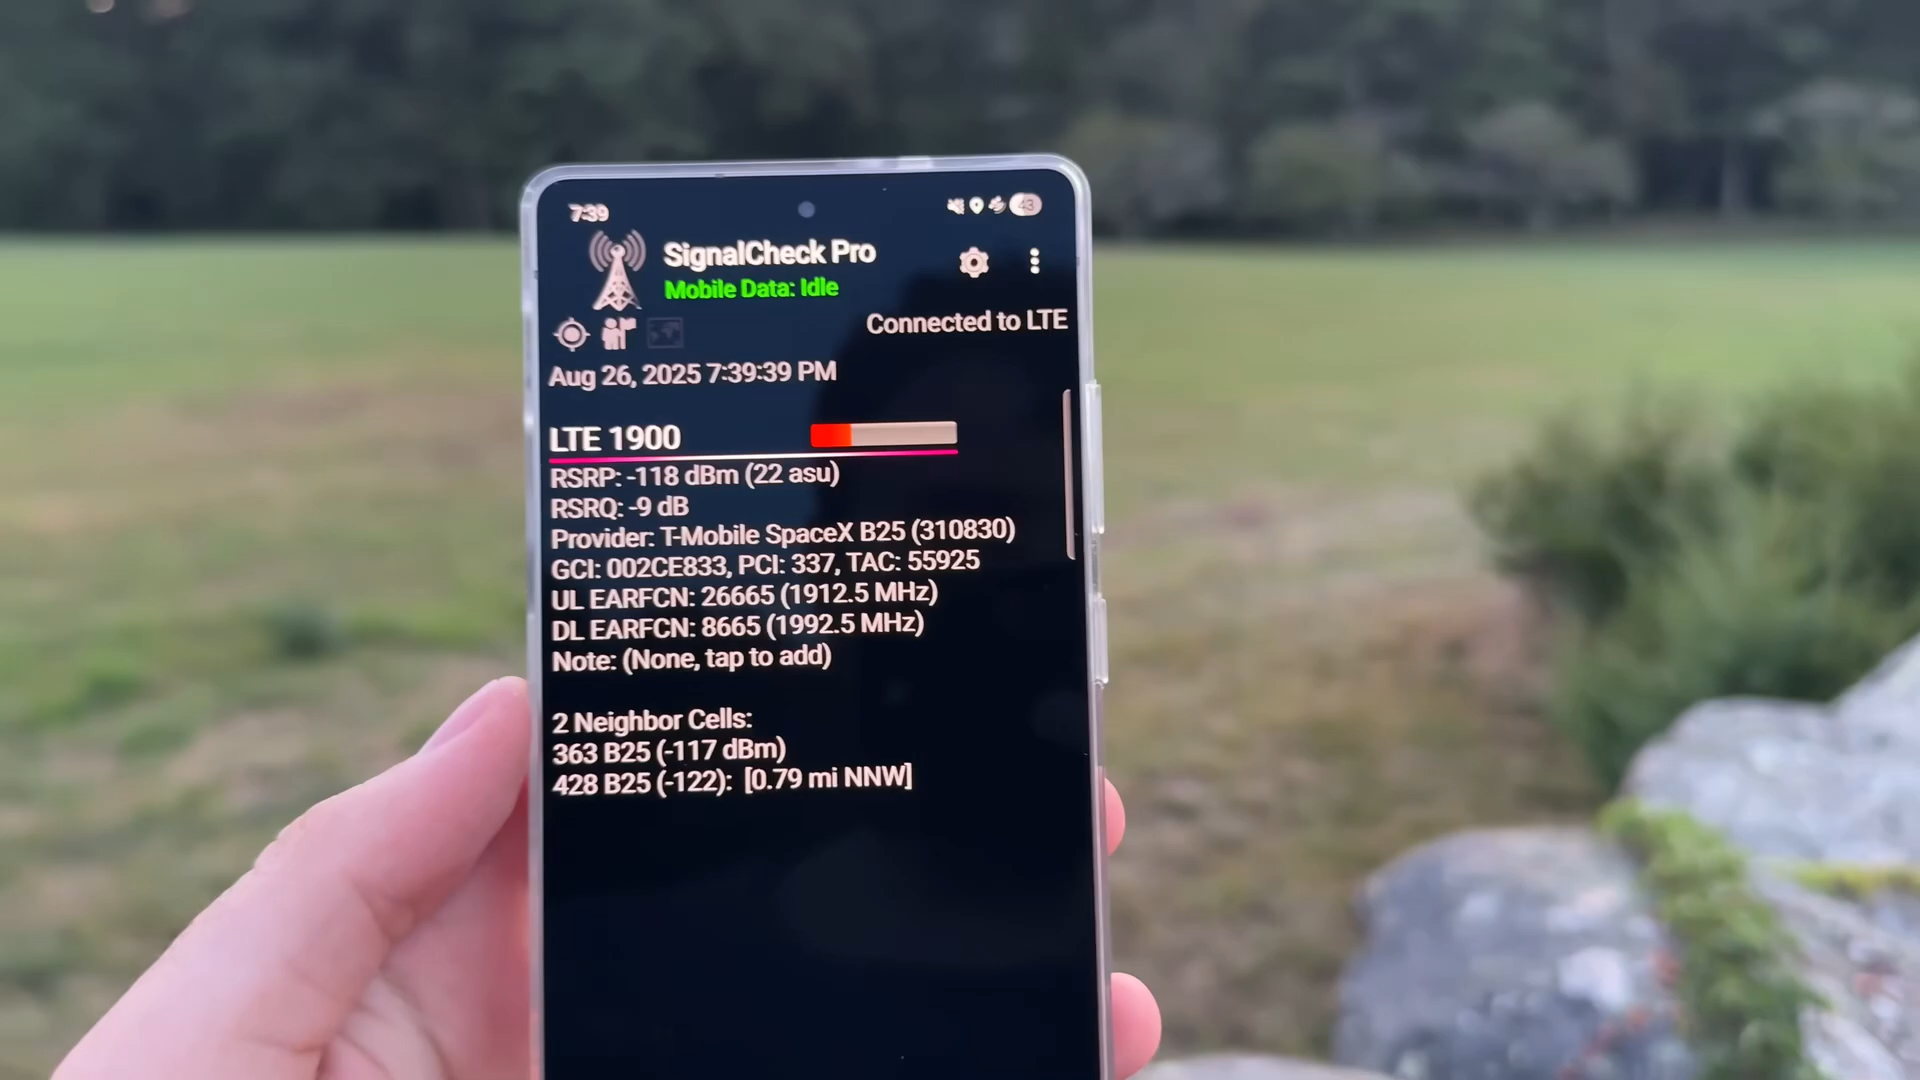 7:39
43
SignalCheck Pro
Mobile Data: Idle
Connected to LTE
Aug 26, 2025 7:39:39 PM
LTE 1900
RSRP: -118 dBm (22 asu)
RSRQ: -9 dB
Provider: T-Mobile SpaceX B25 (310830)
GCI: 002CE833, PCI: 337, TAC: 55925
UL EARFCN: 26665 (1912.5 MHz)
DL EARFCN: 8665 (1992.5 MHz)
Note: (None, tap to add)
2 Neighbor Cells:
363 B25 (-117 dBm)
428 B25 (-122): [0.79 mi NNW]